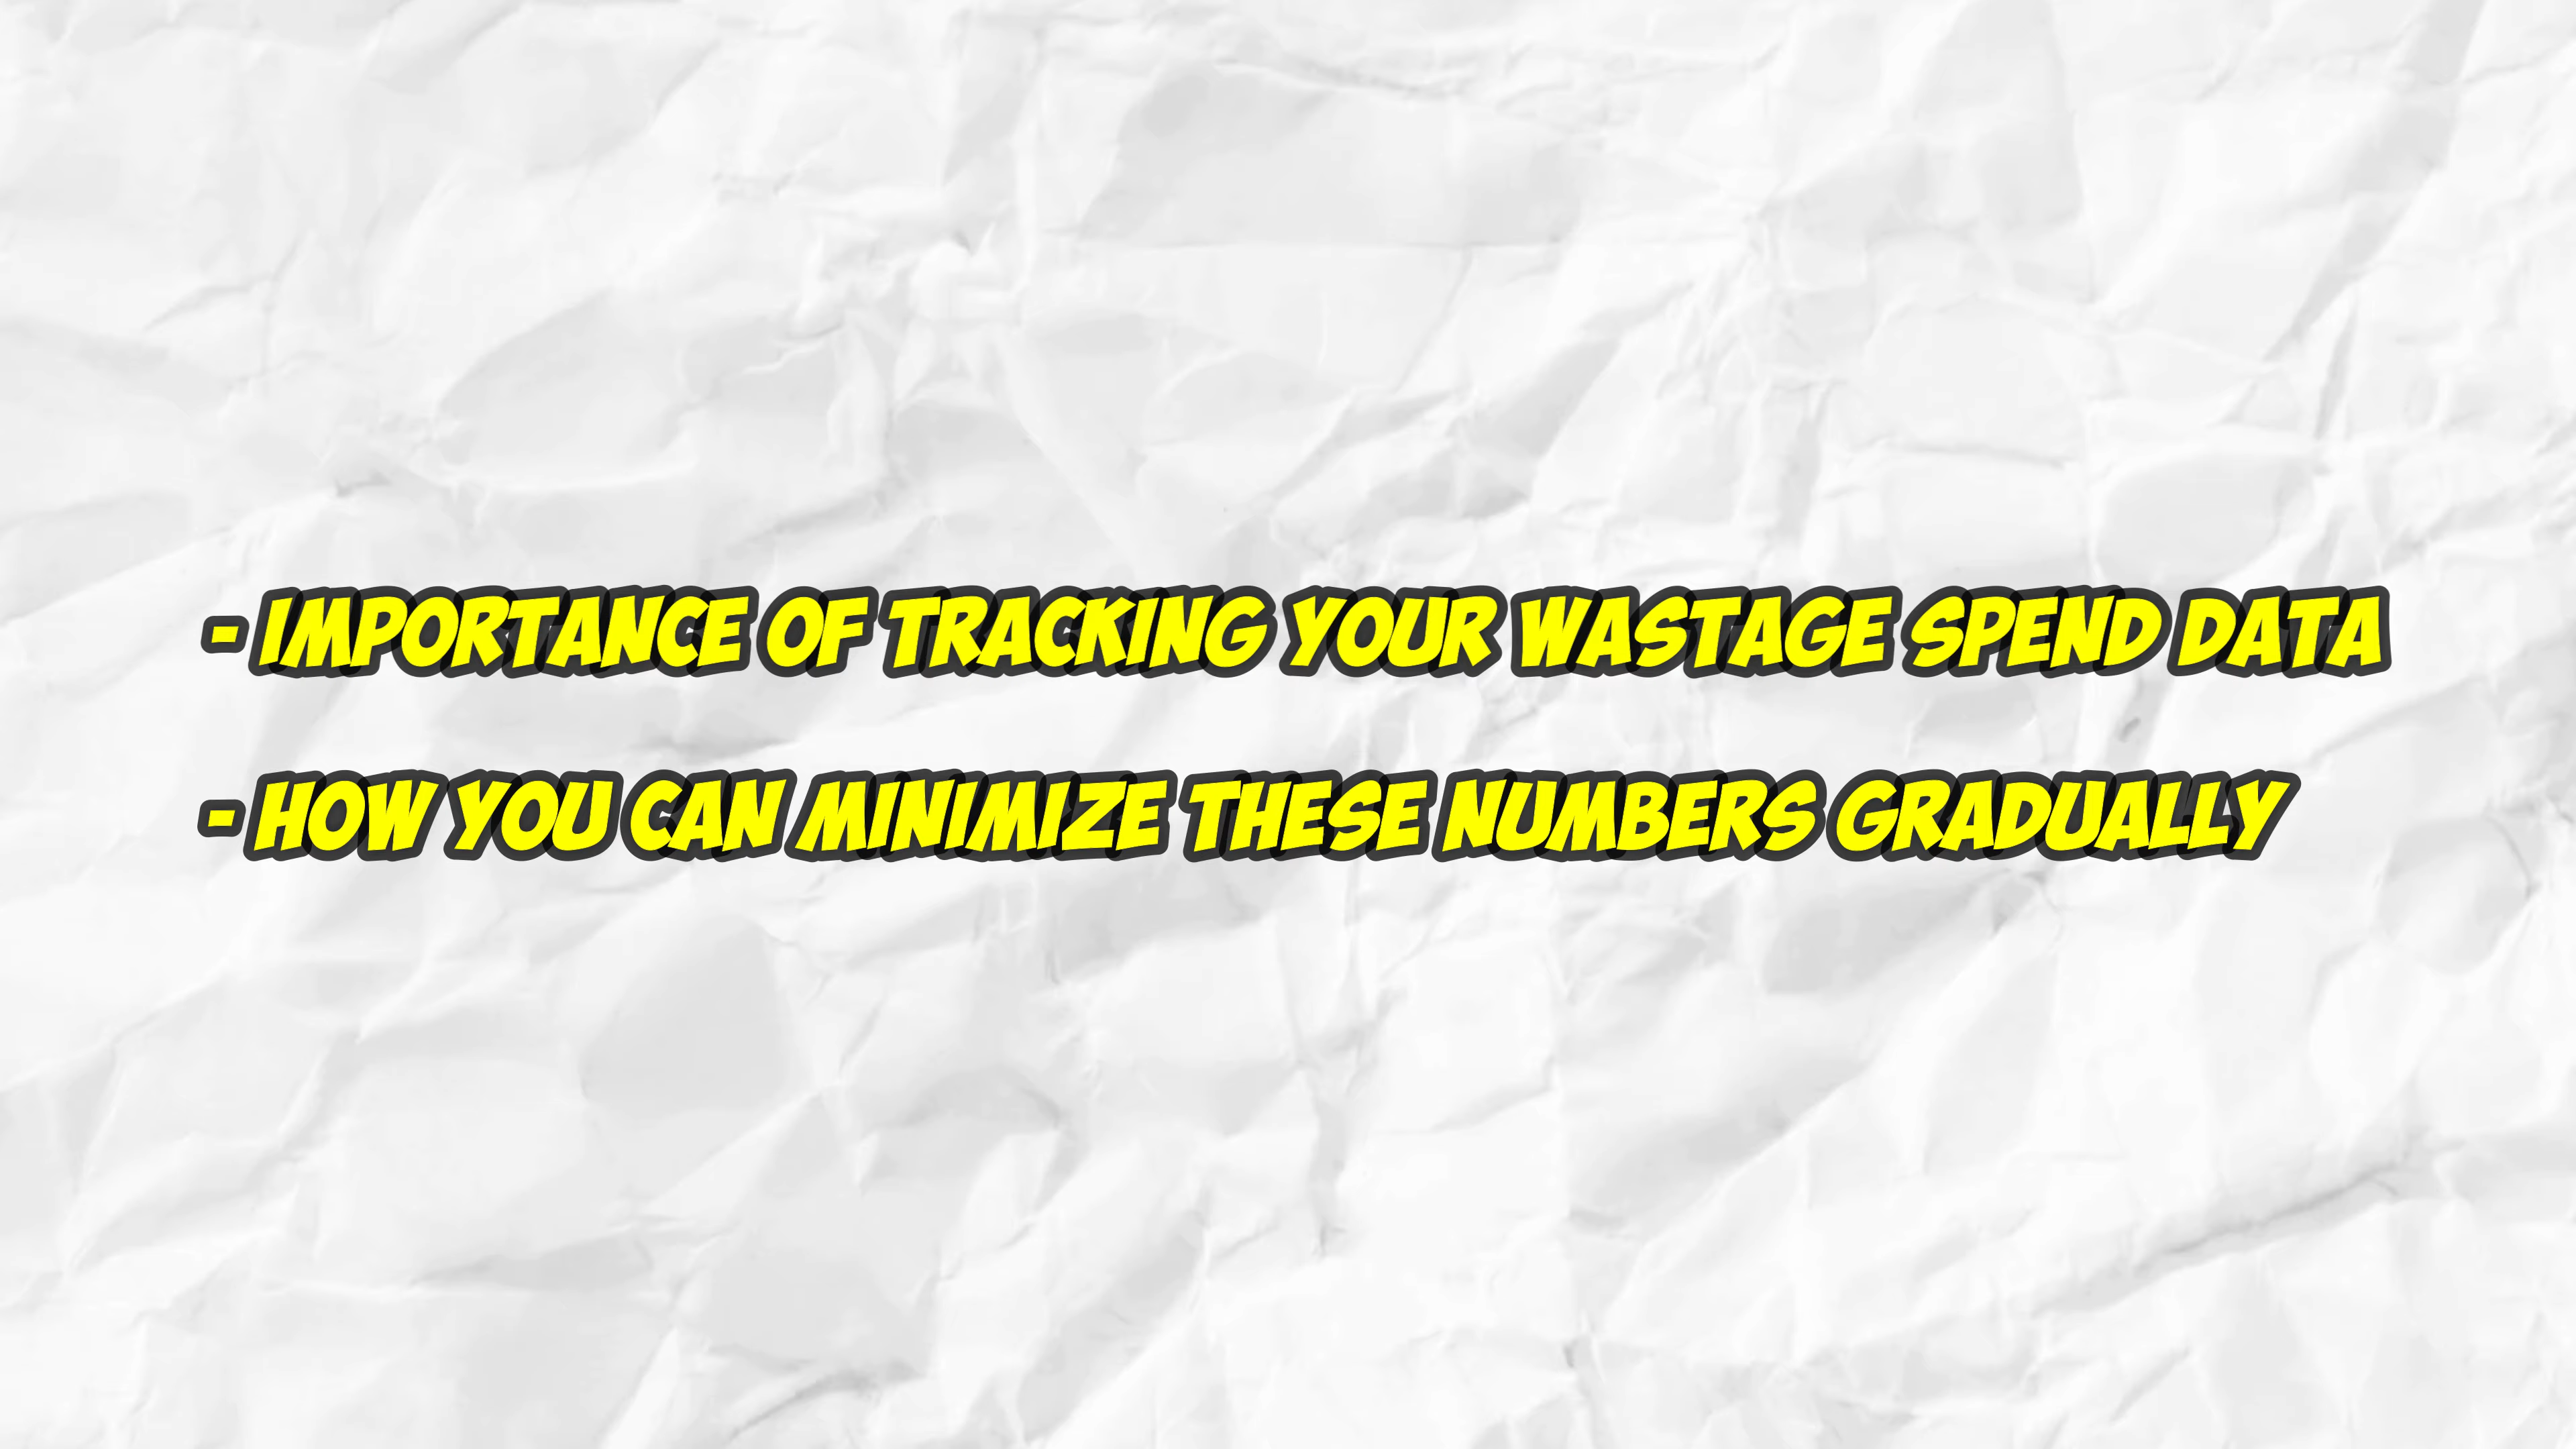 - IMPORTANCE OF TRACKING YOUR WASTAGE SPEND DATA
- HOW YOU CAN MINIMIZE THESE NUMBERS GRADUALLY